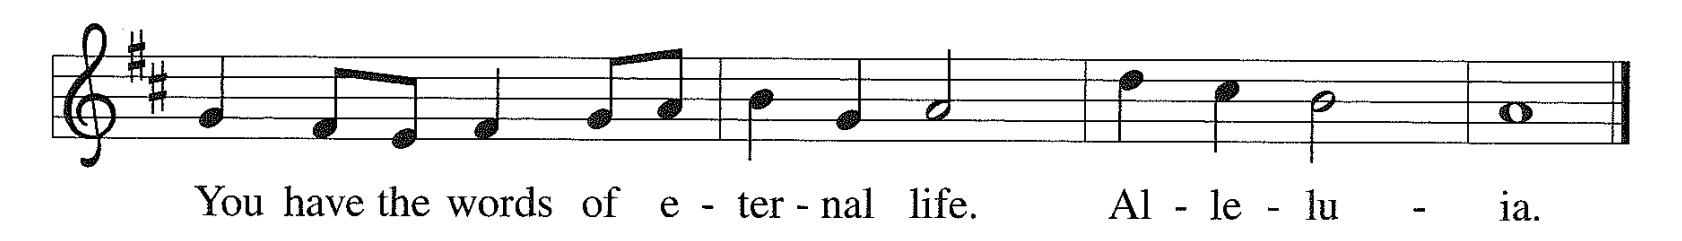 You have the words of e - ter - nal life. Al - le - lu - ia.